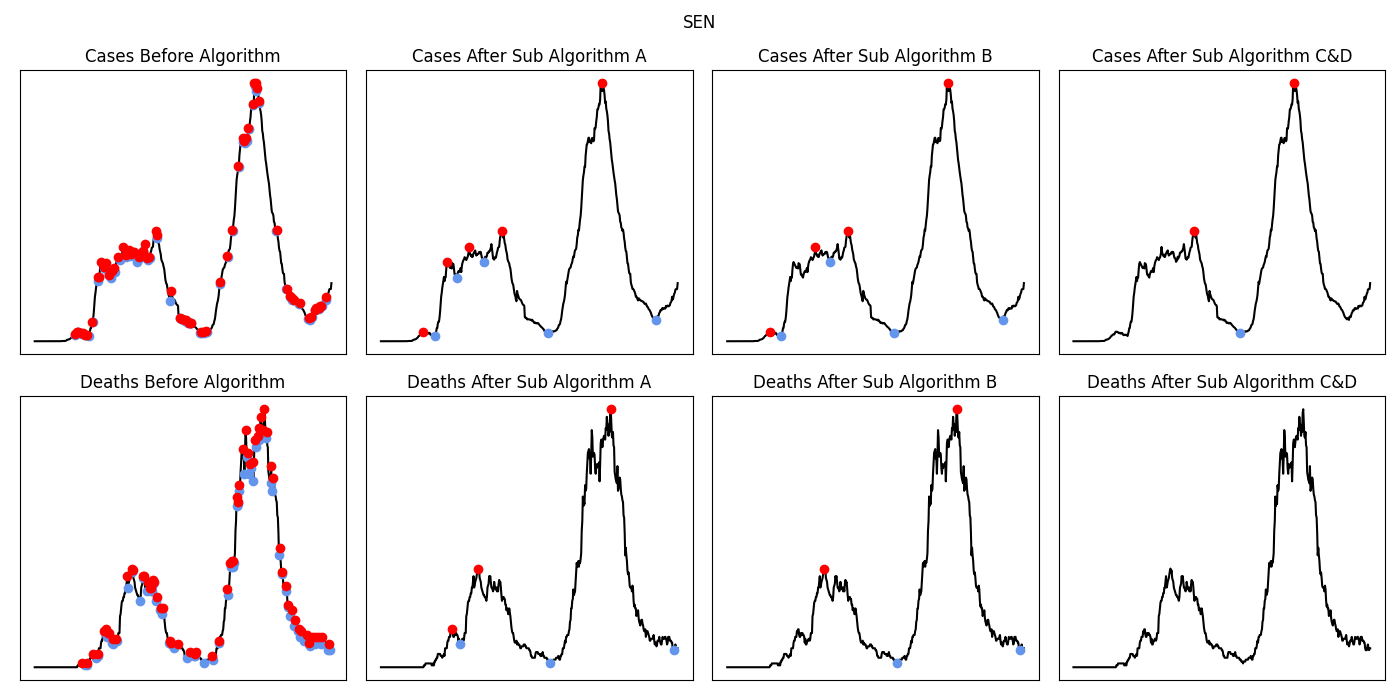 SEN
Cases Before Algorithm
Cases After Sub Algorithm A
Cases After Sub Algorithm B
Cases After Sub Algorithm C&D
Deaths Before Algorithm
Deaths After Sub Algorithm A
Deaths After Sub Algorithm B
Deaths After Sub Algorithm C&D